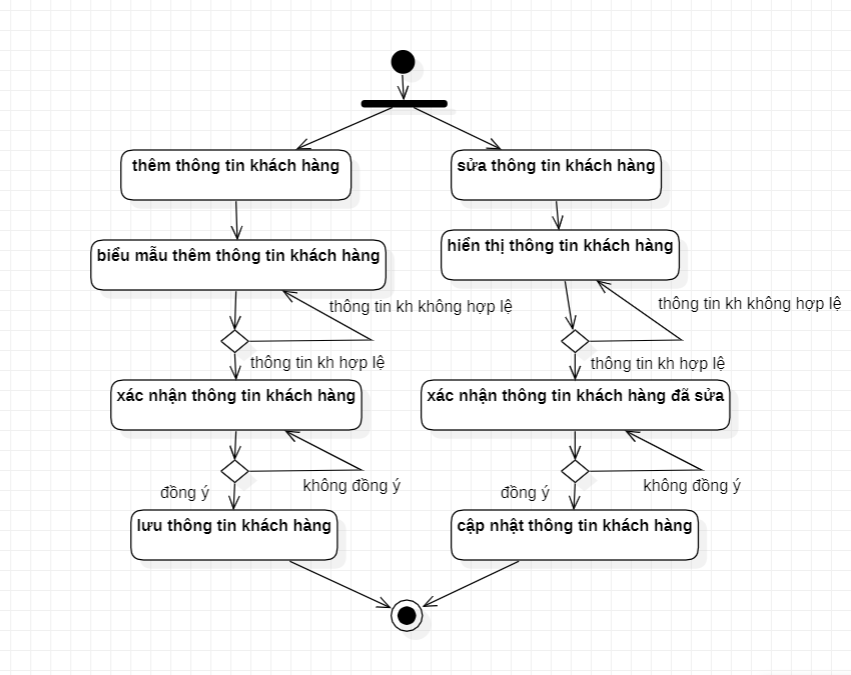 thêm thông tin khách hàng
sửa thông tin khách hàng
biểu mẫu thêm thông tin khách hàng
hiển thị thông tin khách hàng
thông tin kh không hợp lệ
thông tin kh không hợp lệ
thông tin kh hợp lệ
thông tin kh hợp lệ
xác nhận thông tin khách hàng
xác nhận thông tin khách hàng đã sửa
đồng ý
không đồng ý
đồng ý
không đồng ý
lưu thông tin khách hàng
cập nhật thông tin khách hàng